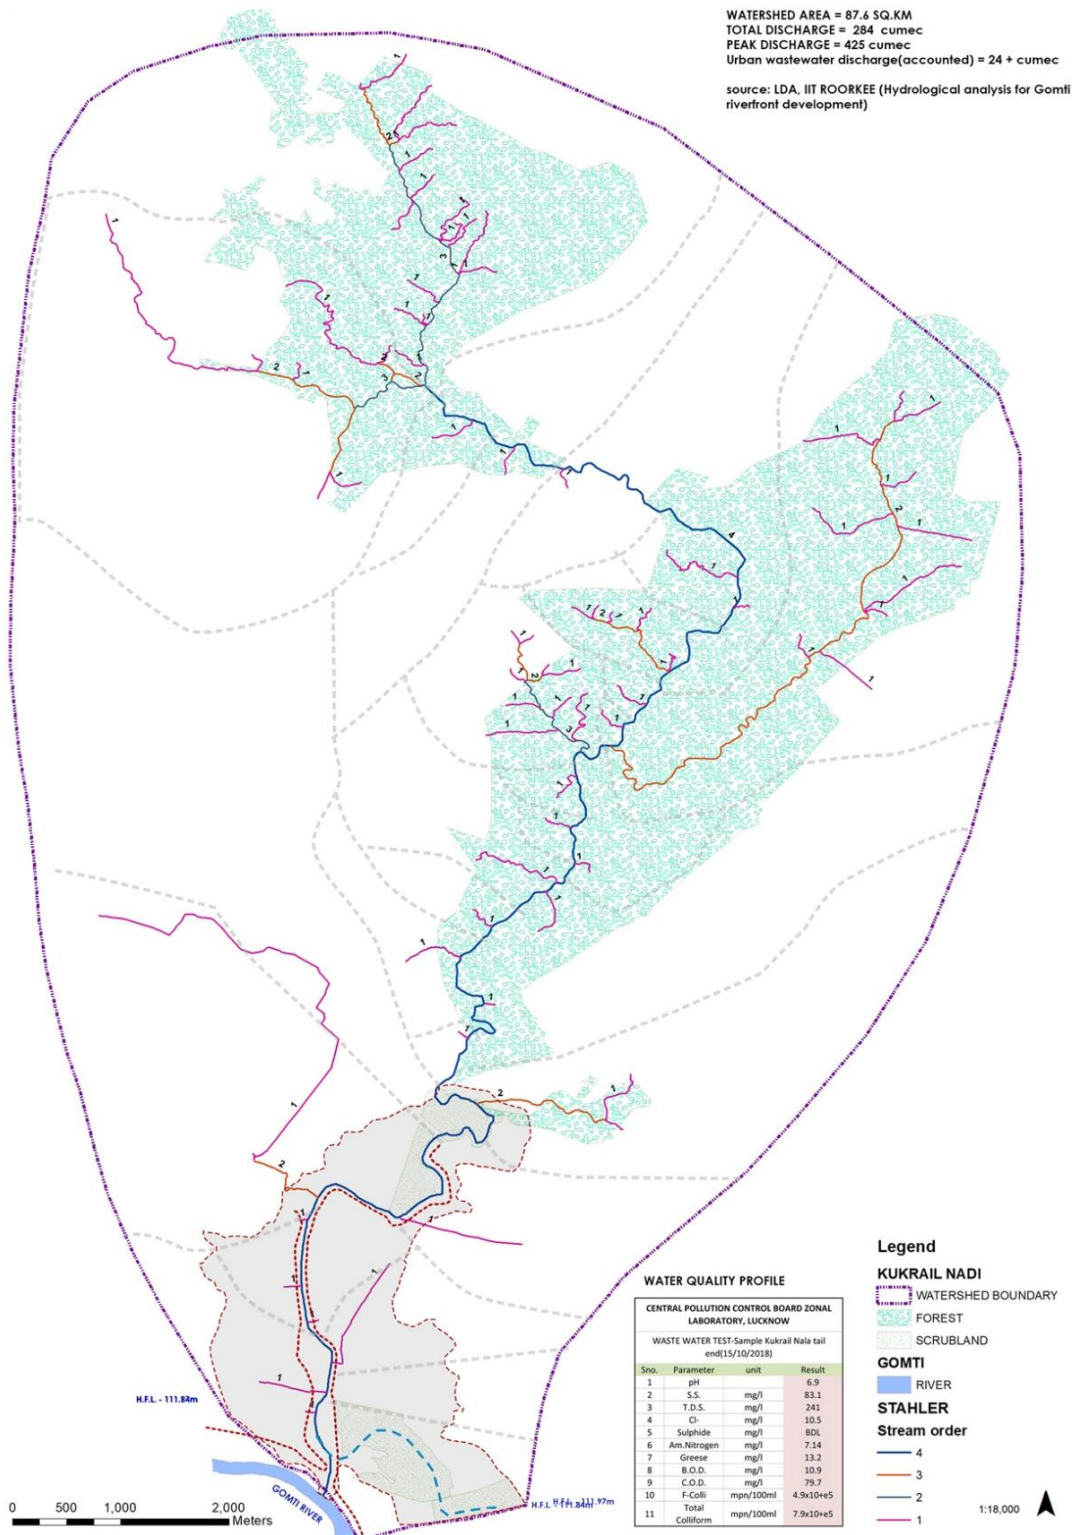 WATERSHED AREA = 87.6 SQ.KM
TOTAL DISCHARGE = 284 cumec
PEAK DISCHARGE = 425 cumec
Urban wastewater discharge(accounted) = 24 + cumec
source: LDA, IIT ROORKEE (Hydrological analysis for Gomti
riverfront development)
H.F.L - 111.84m
GOMTI RIVER
WATER QUALITY PROFILE
CENTRAL POLLUTION CONTROL BOARD ZONAL
LABORATORY, LUCKNOW
WASTE WATER TEST-Sample Kukrail Nala tail
end(15/10/2018)
Sno. Parameter unit Result
1 pH 6.9
2 S.S. mg/l 83.1
3 T.D.S. mg/l 241
4 Cl- mg/l 10.5
5 Sulphide mg/l BDL
6 Am.Nitrogen mg/l 7.14
7 Greese mg/l 13.2
8 B.O.D. mg/l 10.9
9 C.O.D. mg/l 79.7
10 F-Colli mpn/100ml 4.9x10+e5
11 Total Colliform mpn/100ml 7.9x10+e5
Legend
KUKRAIL NADI
WATERSHED BOUNDARY
FOREST
SCRUBLAND
GOMTI
RIVER
STAHLER
Stream order
4
3
2
1
0 500 1,000 2,000
Meters
1:18,000